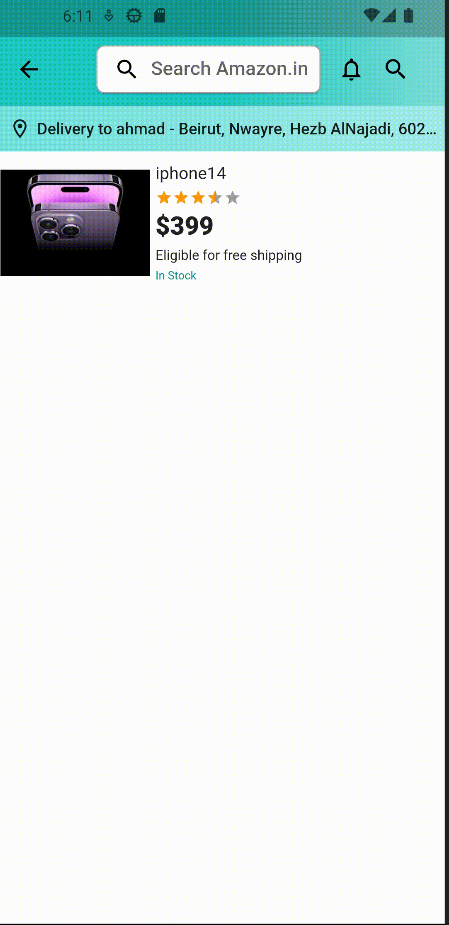 6:11
Search Amazon.in
Delivery to ahmad - Beirut, Nwayre, Hezb AlNajadi, 602...
iphone14
$399
Eligible for free shipping
In Stock